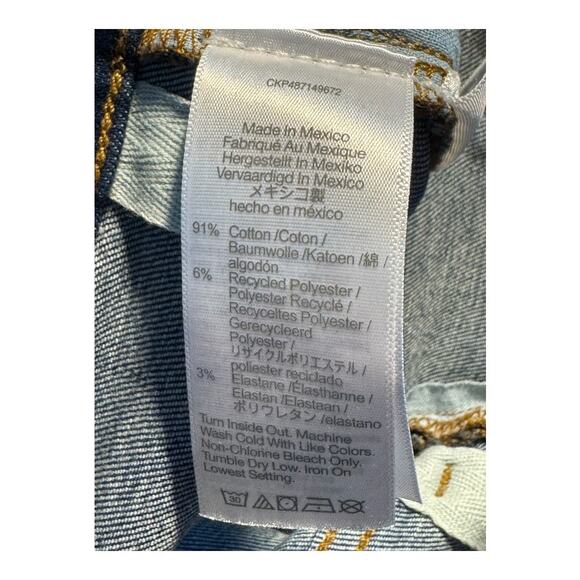 CKP487149672
Made In Mexico
Fabriqué Au Mexique
Hergestellt In Mexiko
Vervaardigd In Mexico
メキシコ製
hecho en méxico
91% Cotton /Coton /
Baumwolle /Katoen /綿 /
algodón
6% Recycled Polyester /
Polyester Recyclé /
Recyceltes Polyester /
Gerecycleerd
Polyester /
リサイクルポリエステル /
poliester reciclado
3% Elastane /Élasthanne /
Elastan /Elastaan /
ポリウレタン /elastano
Turn Inside Out. Machine
Wash Cold With Like Colors.
Non-Chlorine Bleach Only.
Tumble Dry Low. Iron On
Lowest Setting.
30